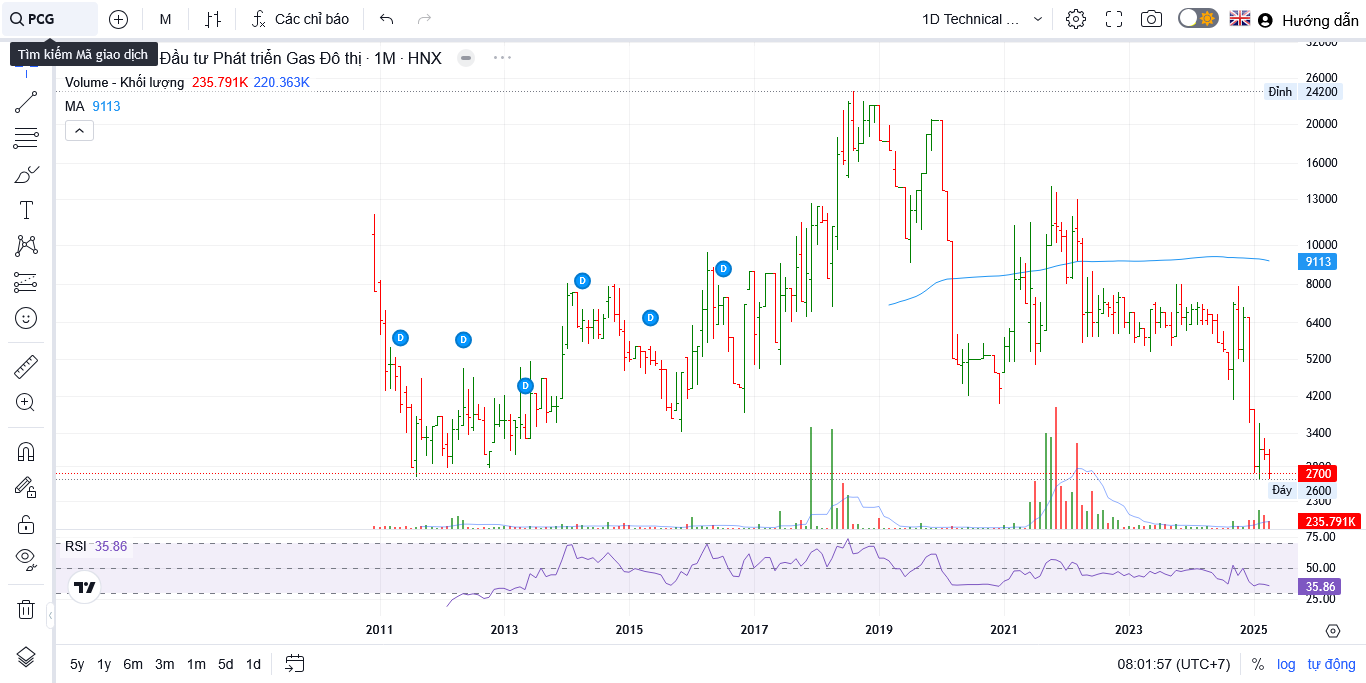 PCG
M
Các chỉ báo
1D Technical ...
Hướng dẫn
Tìm kiếm Mã giao dịch
Đầu tư Phát triển Gas Đô thị · 1M · HNX
Volume - Khối lượng 235.791K 220.363K
MA 9113
32000
26000
Đỉnh 24200
20000
16000
13000
10000
9113
8000
6400
5200
4200
3400
2800
2700
Đáy 2600
2300
235.791K
D
D
D
D
D
D
RSI 35.86
75.00
50.00
35.86
25.00
2011 2013 2015 2017 2019 2021 2023 2025
5y 1y 6m 3m 1m 5d 1d
08:01:57 (UTC+7) % log tự động